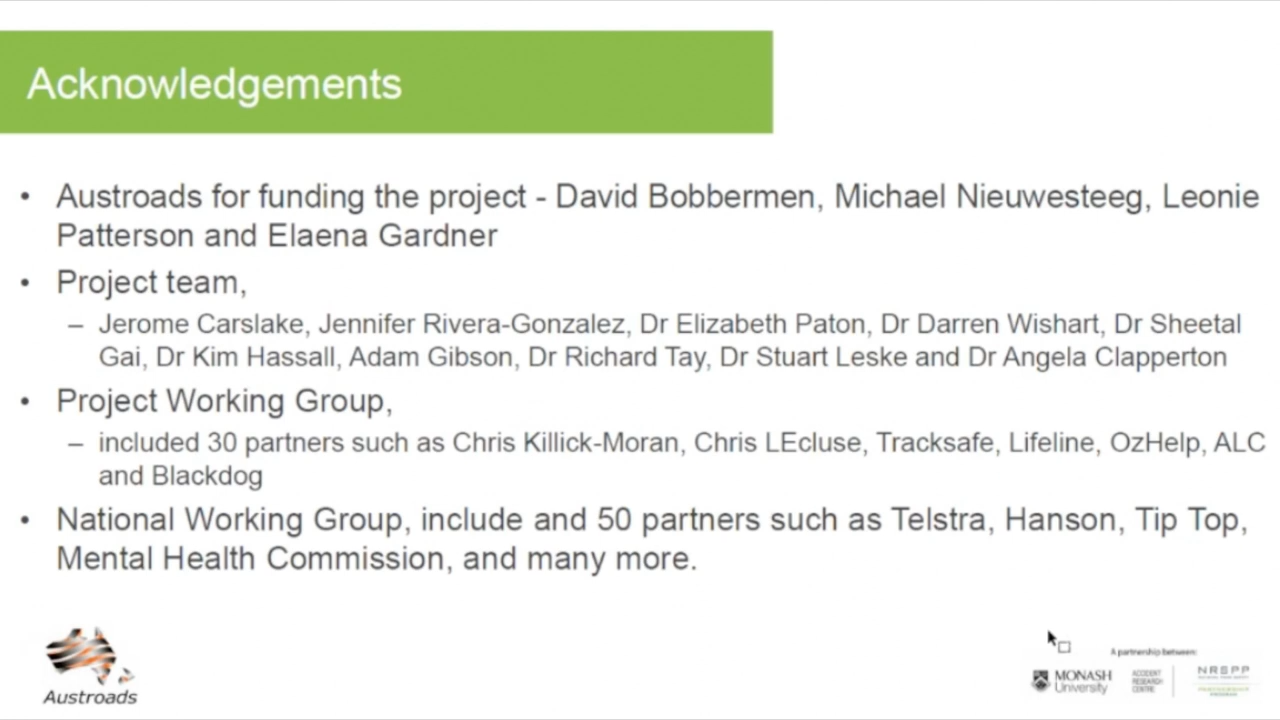 Acknowledgements
• Austroads for funding the project - David Bobbermen, Michael Nieuwesteeg, Leonie
Patterson and Elaena Gardner
• Project team,
– Jerome Carslake, Jennifer Rivera-Gonzalez, Dr Elizabeth Paton, Dr Darren Wishart, Dr Sheetal
Gai, Dr Kim Hassall, Adam Gibson, Dr Richard Tay, Dr Stuart Leske and Dr Angela Clapperton
• Project Working Group,
– included 30 partners such as Chris Killick-Moran, Chris LEcluse, Tracksafe, Lifeline, OzHelp, ALC
and Blackdog
• National Working Group, include and 50 partners such as Telstra, Hanson, Tip Top,
Mental Health Commission, and many more.
Austroads
A partnership between:
MONASH
University
ACCIDENT
RESEARCH
CENTRE
NRSPP